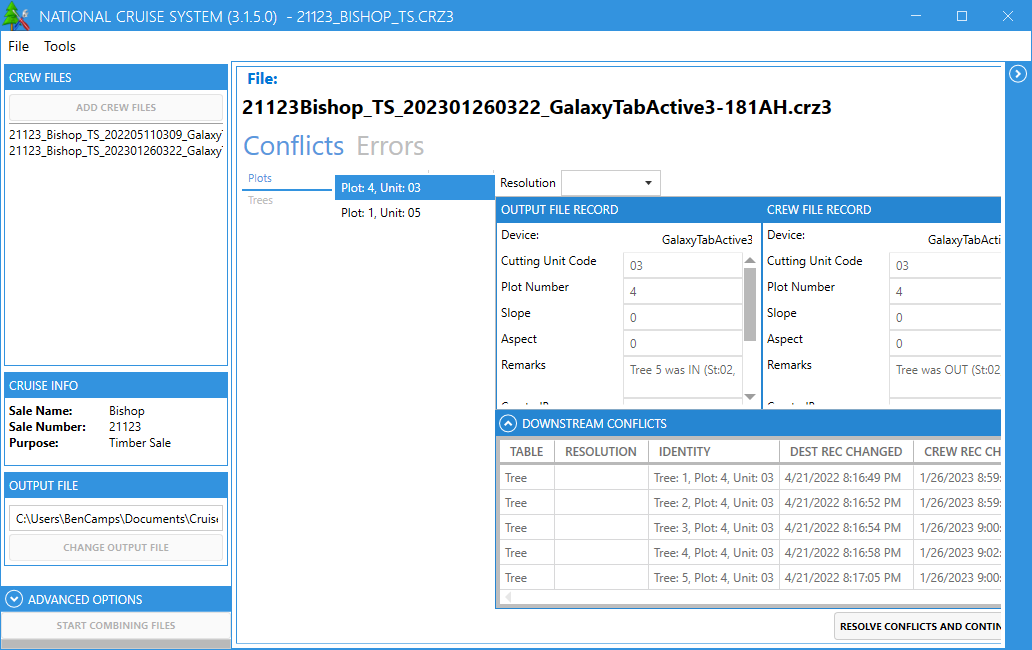 NATIONAL CRUISE SYSTEM (3.1.5.0) - 21123_BISHOP_TS.CRZ3
File Tools
CREW FILES
ADD CREW FILES
21123_Bishop_TS_202205110309_Galaxy
21123_Bishop_TS_202301260322_Galaxy
CRUISE INFO
Sale Name: Bishop
Sale Number: 21123
Purpose: Timber Sale
OUTPUT FILE
C:\Users\BenCamps\Documents\Cruise
CHANGE OUTPUT FILE
ADVANCED OPTIONS
START COMBINING FILES
File:
21123Bishop_TS_202301260322_GalaxyTabActive3-181AH.crz3
Conflicts Errors
Plots
Trees
Plot: 4, Unit: 03
Plot: 1, Unit: 05
Resolution
OUTPUT FILE RECORD
Device: GalaxyTabActive3
Cutting Unit Code 03
Plot Number 4
Slope 0
Aspect 0
Remarks Tree 5 was IN (St:02,
CREW FILE RECORD
Device: GalaxyTabActi
Cutting Unit Code 03
Plot Number 4
Slope 0
Aspect 0
Remarks Tree was OUT (St:02
DOWNSTREAM CONFLICTS
TABLE RESOLUTION IDENTITY DEST REC CHANGED CREW REC CH
Tree Tree: 1, Plot: 4, Unit: 03 4/21/2022 8:16:49 PM 1/26/2023 8:59:
Tree Tree: 2, Plot: 4, Unit: 03 4/21/2022 8:16:52 PM 1/26/2023 8:59:
Tree Tree: 3, Plot: 4, Unit: 03 4/21/2022 8:16:54 PM 1/26/2023 9:00:
Tree Tree: 4, Plot: 4, Unit: 03 4/21/2022 8:16:58 PM 1/26/2023 9:02:
Tree Tree: 5, Plot: 4, Unit: 03 4/21/2022 8:17:05 PM 1/26/2023 9:00:
RESOLVE CONFLICTS AND CONTIN